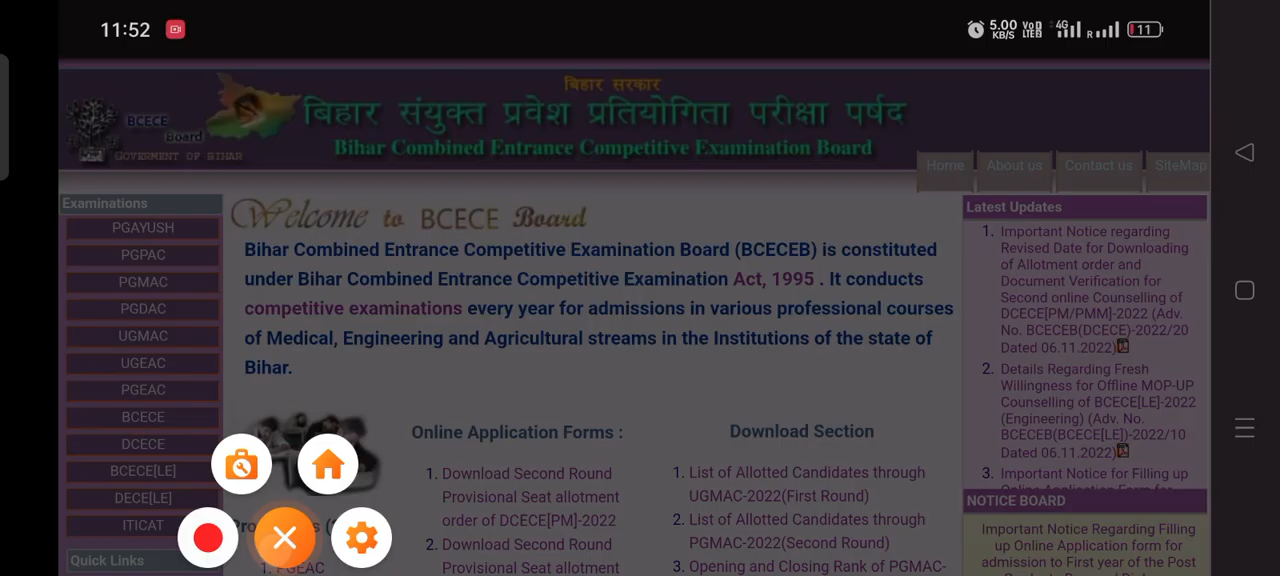 11:52
5.00 KB/S VoD LTED 4G R 11
बिहार सरकार
बिहार संयुक्त प्रवेश प्रतियोगिता परीक्षा पर्षद
BCECE
Board
GOVERMENT OF BIHAR
Bihar Combined Entrance Competitive Examination Board
Home About us Contact us SiteMap
Examinations
PGAYUSH
PGPAC
PGMAC
PGDAC
UGMAC
UGEAC
PGEAC
BCECE
DCECE
BCECE[LE]
DECE[LE]
ITICAT
Quick Links
Welcome to BCECE Board
Bihar Combined Entrance Competitive Examination Board (BCECEB) is constituted
under Bihar Combined Entrance Competitive Examination Act, 1995 . It conducts
competitive examinations every year for admissions in various professional courses
of Medical, Engineering and Agricultural streams in the Institutions of the state of
Bihar.
1. PGEAC
Online Application Forms :
1. Download Second Round
Provisional Seat allotment
order of DCECE[PM]-2022
2. Download Second Round
Provisional Seat allotment
Download Section
1. List of Allotted Candidates through
UGMAC-2022(First Round)
2. List of Allotted Candidates through
PGMAC-2022(Second Round)
3. Opening and Closing Rank of PGMAC-
Latest Updates
1. Important Notice regarding
Revised Date for Downloading
of Allotment order and
Document Verification for
Second online Counselling of
DCECE[PM/PMM]-2022 (Adv.
No. BCECEB(DCECE)-2022/20
Dated 06.11.2022)
2. Details Regarding Fresh
Willingness for Offline MOP-UP
Counselling of BCECE[LE]-2022
(Engineering) (Adv. No.
BCECEB(BCECE[LE])-2022/10
Dated 06.11.2022)
3. Important Notice for Filling up
NOTICE BOARD
Important Notice Regarding Filling
up Online Application form for
admission to First year of the Post